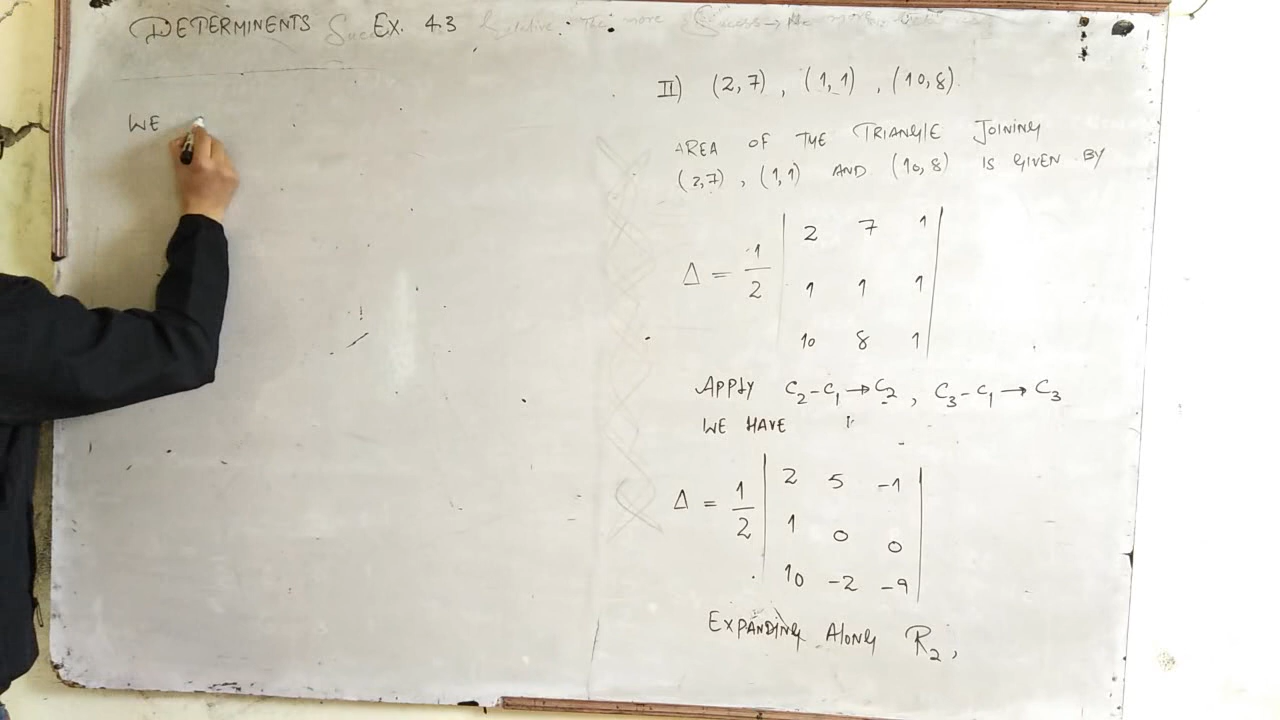 DETERMINENTS Ex. 4.3
WE
II) (2,7) , (1,1) , (10,8)
AREA OF THE TRIANGLE JOINING
(2,7) , (1,1) AND (10,8) IS GIVEN BY
Δ = 1/2 | 2 7 1
1 1 1
10 8 1 |
APPLY C2-C1→C2 , C3-C1→C3
WE HAVE
Δ = 1/2 | 2 5 -1
1 0 0
10 -2 -9 |
EXPANDING ALONG R2,